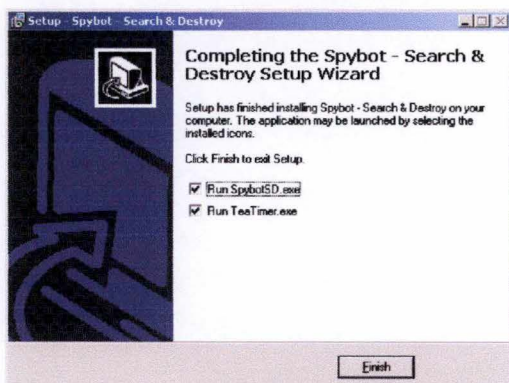 Setup - Spybot - Search & Destroy
Completing the Spybot - Search &
Destroy Setup Wizard
Setup has finished installing Spybot - Search & Destroy on your
computer. The application may be launched by selecting the
installed icons.
Click Finish to exit Setup.
Run SpybotSD.exe
Run TeaTimer.exe
Finish